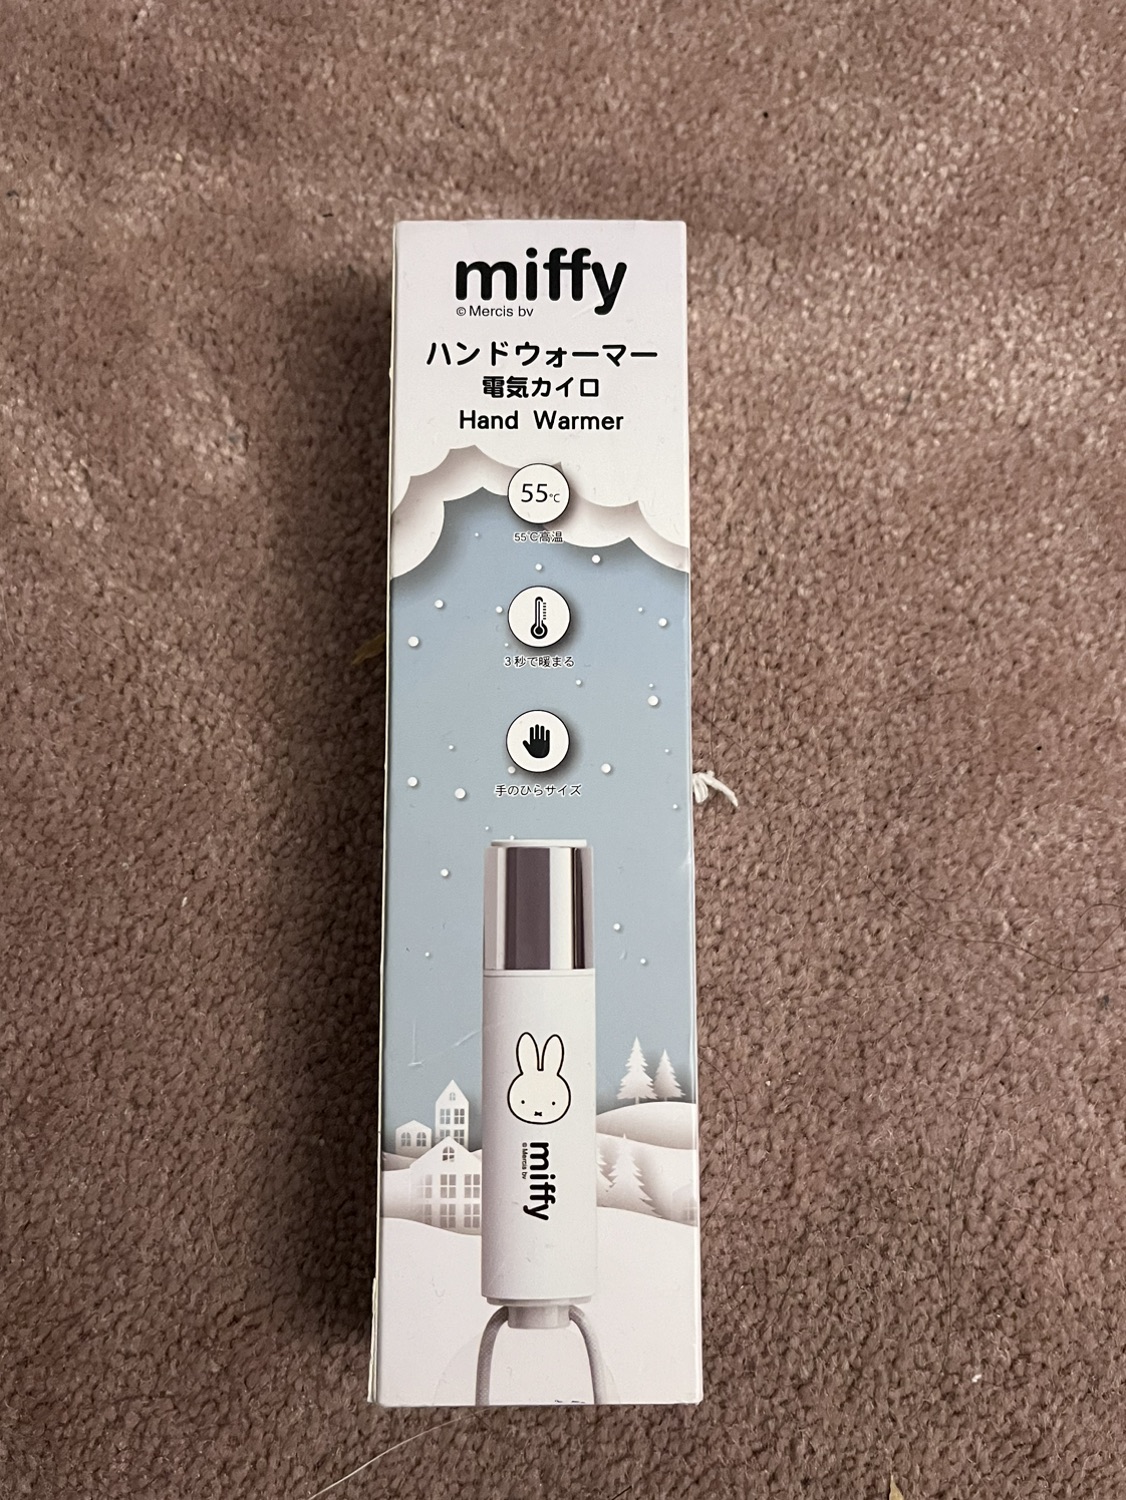 miffy
© Mercis bv
ハンドウォーマー
電気カイロ
Hand Warmer
55℃
55℃高温
3秒で暖まる
手のひらサイズ
miffy
© Mercis bv